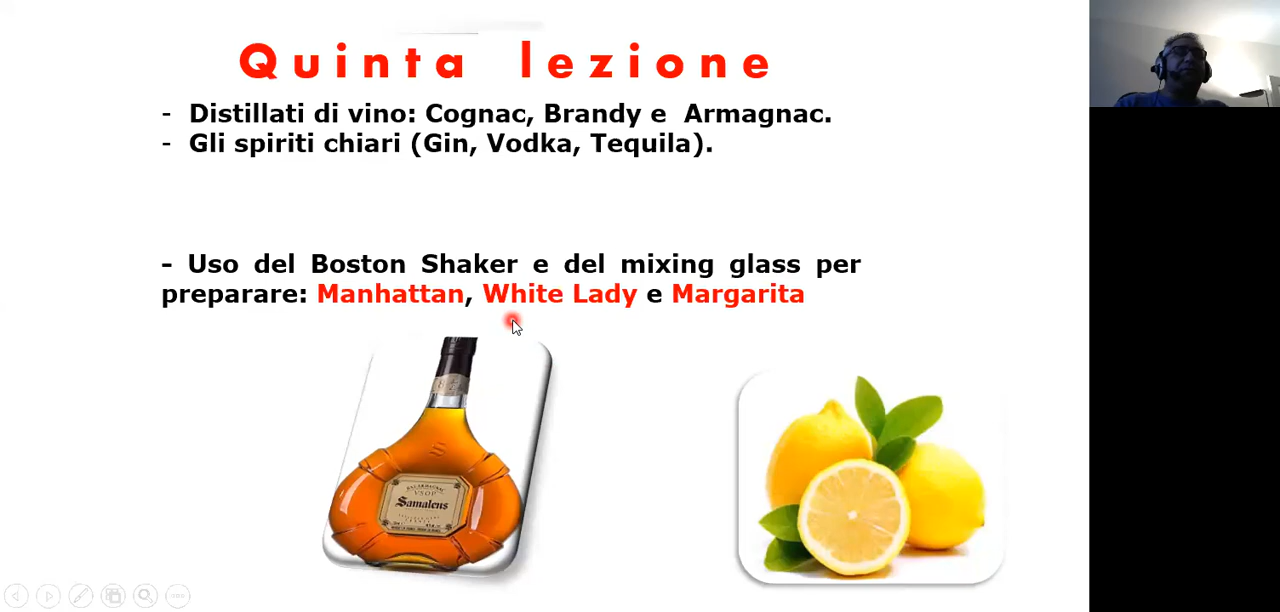 Quinta lezione
- Distillati di vino: Cognac, Brandy e Armagnac.
- Gli spiriti chiari (Gin, Vodka, Tequila).
- Uso del Boston Shaker e del mixing glass per
preparare: Manhattan, White Lady e Margarita
VSOP
Samalens